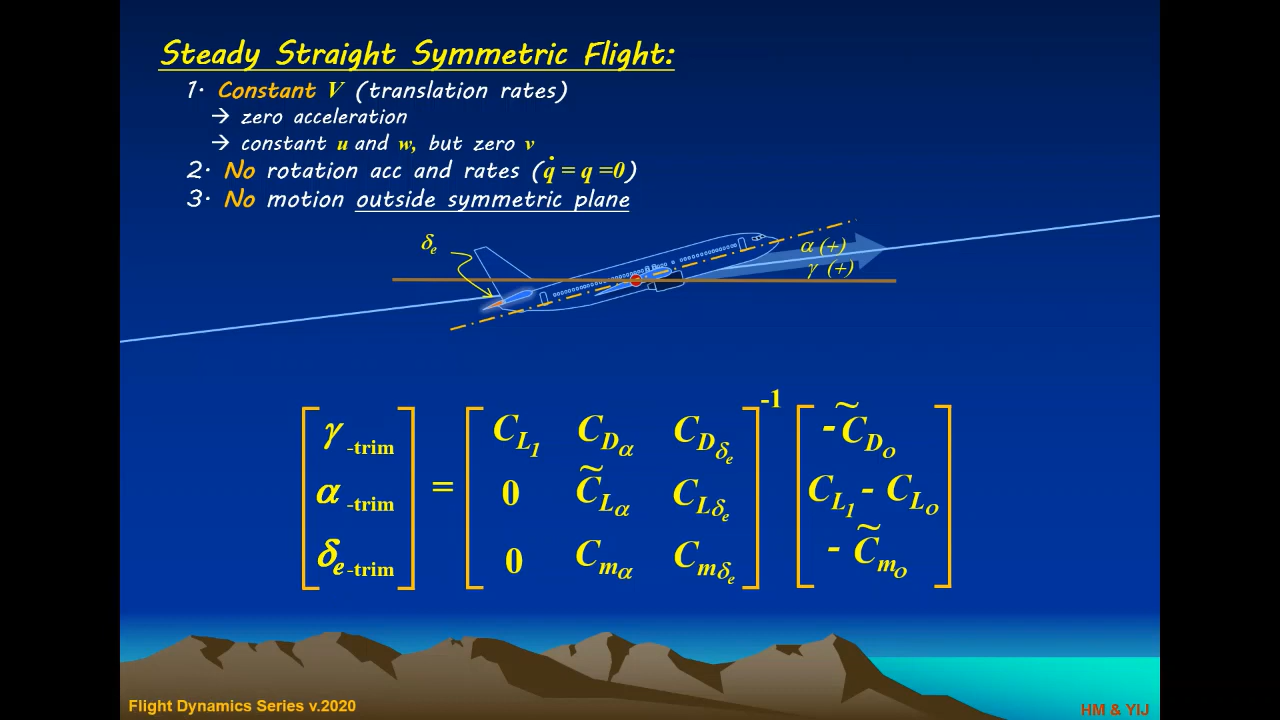 Steady Straight Symmetric Flight:
1. Constant V (translation rates)
→ zero acceleration
→ constant u and w, but zero v
2. No rotation acc and rates (q̇ = q =0)
3. No motion outside symmetric plane
δe
α (+)
γ (+)
-1
γ -trim = CL1 CDα CDδe -C̃Do
α -trim 0 C̃Lα CLδe CL1 - CLo
δe-trim 0 Cmα Cmδe - C̃mo
Flight Dynamics Series v.2020
HM & YIJ